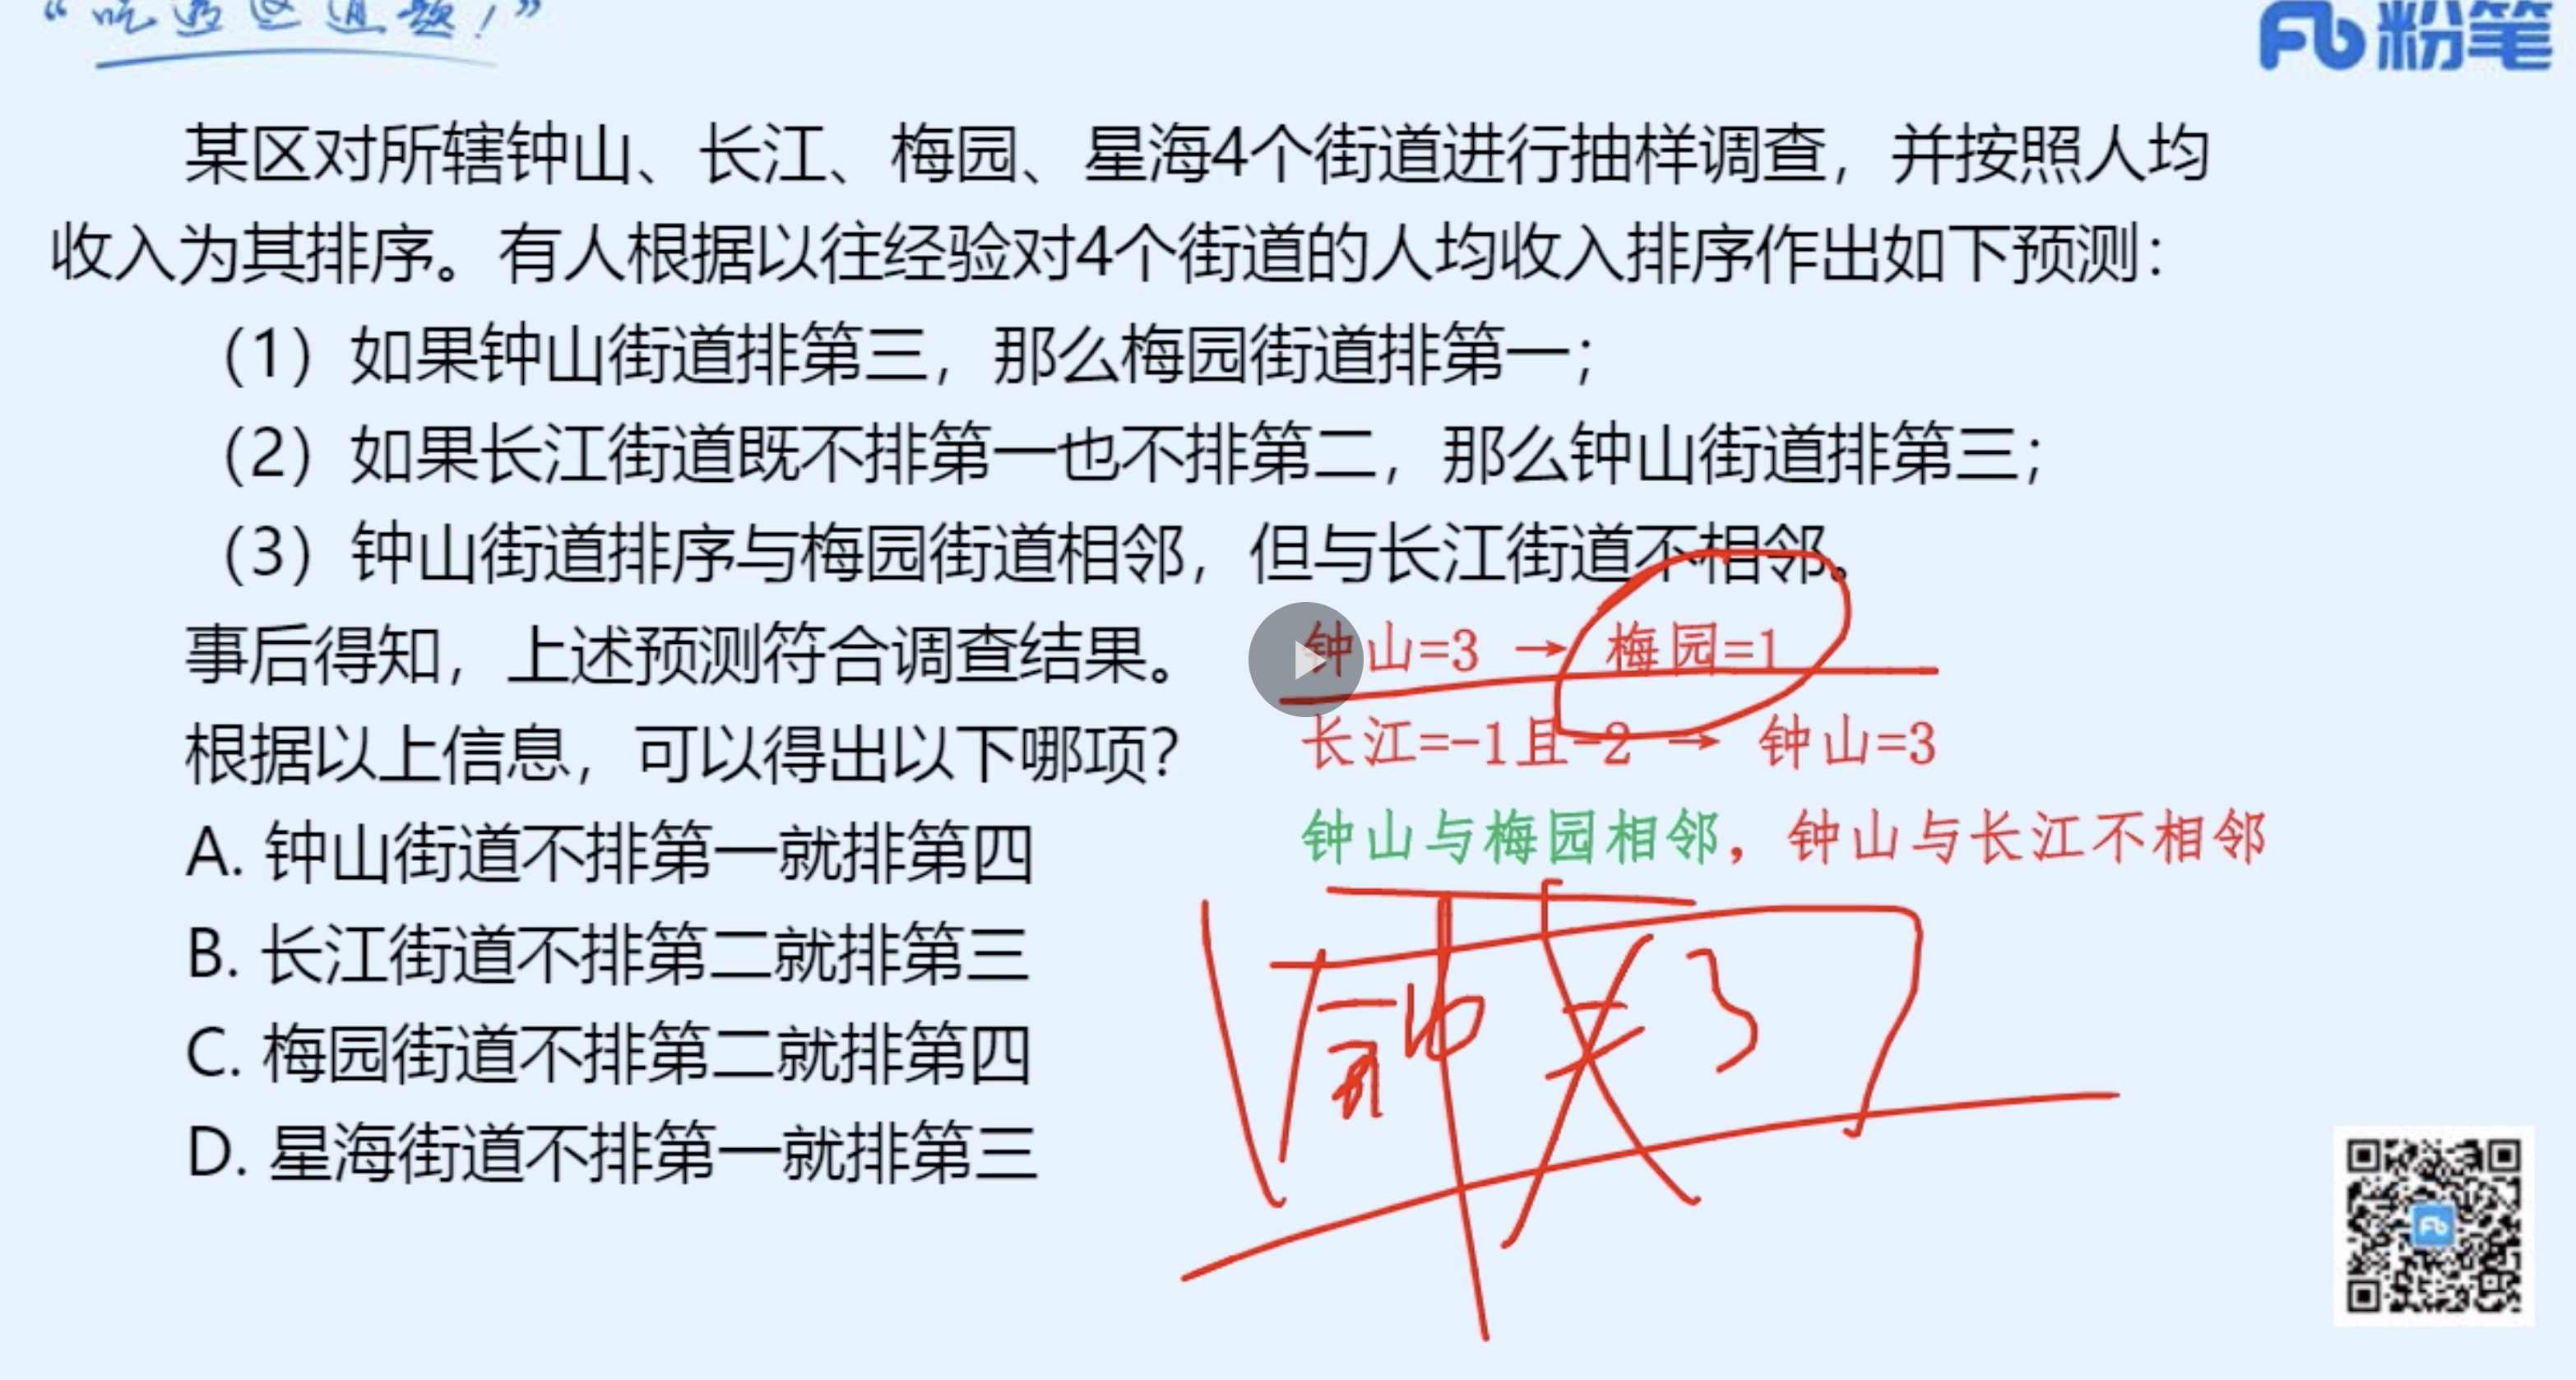 粉笔
某区对所辖钟山、长江、梅园、星海4个街道进行抽样调查，并按照人均
收入为其排序。有人根据以往经验对4个街道的人均收入排序作出如下预测：
（1）如果钟山街道排第三，那么梅园街道排第一；
（2）如果长江街道既不排第一也不排第二，那么钟山街道排第三；
（3）钟山街道排序与梅园街道相邻，但与长江街道不相邻。
事后得知，上述预测符合调查结果。
钟山=3 → 梅园=1
根据以上信息，可以得出以下哪项？
长江=-1且-2 → 钟山=3
A. 钟山街道不排第一就排第四
钟山与梅园相邻，钟山与长江不相邻
B. 长江街道不排第二就排第三
C. 梅园街道不排第二就排第四
D. 星海街道不排第一就排第三